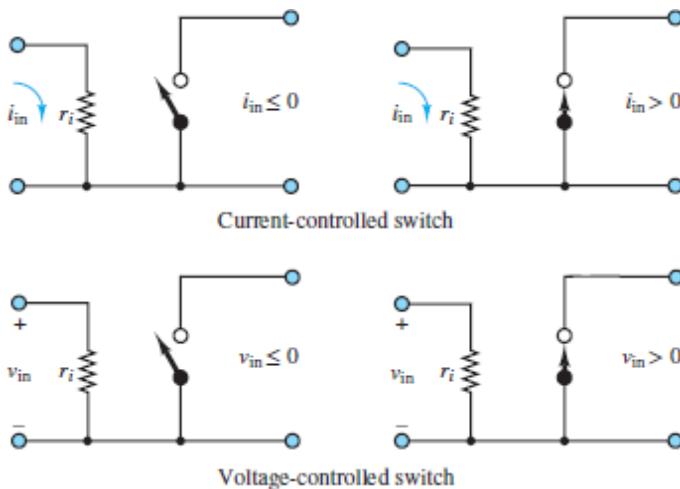 i_in r_i i_in ≤ 0
i_in r_i i_in > 0
Current-controlled switch
+
v_in r_i v_in ≤ 0
−
+
v_in r_i v_in > 0
−
Voltage-controlled switch